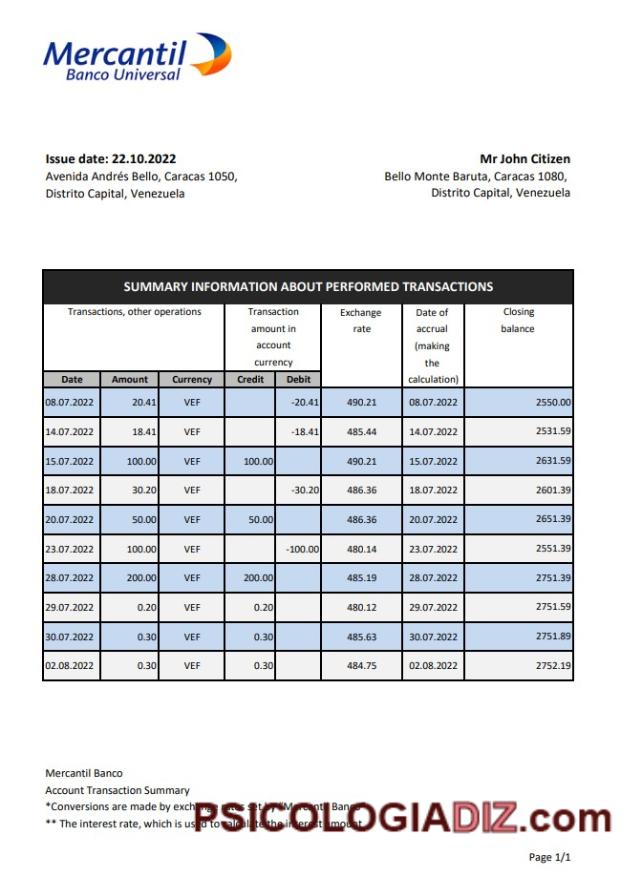 Mercantil
Banco Universal
Issue date: 22.10.2022
Avenida Andrés Bello, Caracas 1050,
Distrito Capital, Venezuela
Mr John Citizen
Bello Monte Baruta, Caracas 1080,
Distrito Capital, Venezuela
SUMMARY INFORMATION ABOUT PERFORMED TRANSACTIONS
Transactions, other operations
Transaction
amount in
account
currency
Exchange
rate
Date of
accrual
(making
the
calculation)
Closing
balance
Date Amount Currency Credit Debit
08.07.2022 20.41 VEF -20.41 490.21 08.07.2022 2550.00
14.07.2022 18.41 VEF -18.41 485.44 14.07.2022 2531.59
15.07.2022 100.00 VEF 100.00 490.21 15.07.2022 2631.59
18.07.2022 30.20 VEF -30.20 486.36 18.07.2022 2601.39
20.07.2022 50.00 VEF 50.00 486.36 20.07.2022 2651.39
23.07.2022 100.00 VEF -100.00 480.14 23.07.2022 2551.39
28.07.2022 200.00 VEF 200.00 485.19 28.07.2022 2751.39
29.07.2022 0.20 VEF 0.20 480.12 29.07.2022 2751.59
30.07.2022 0.30 VEF 0.30 485.63 30.07.2022 2751.89
02.08.2022 0.30 VEF 0.30 484.75 02.08.2022 2752.19
Mercantil Banco
Account Transaction Summary
*Conversions are made by exchange rates set by "Mercantil Banco"
** The interest rate, which is used to calculate the interest amount
PSICOLOGIADIZ.com
Page 1/1